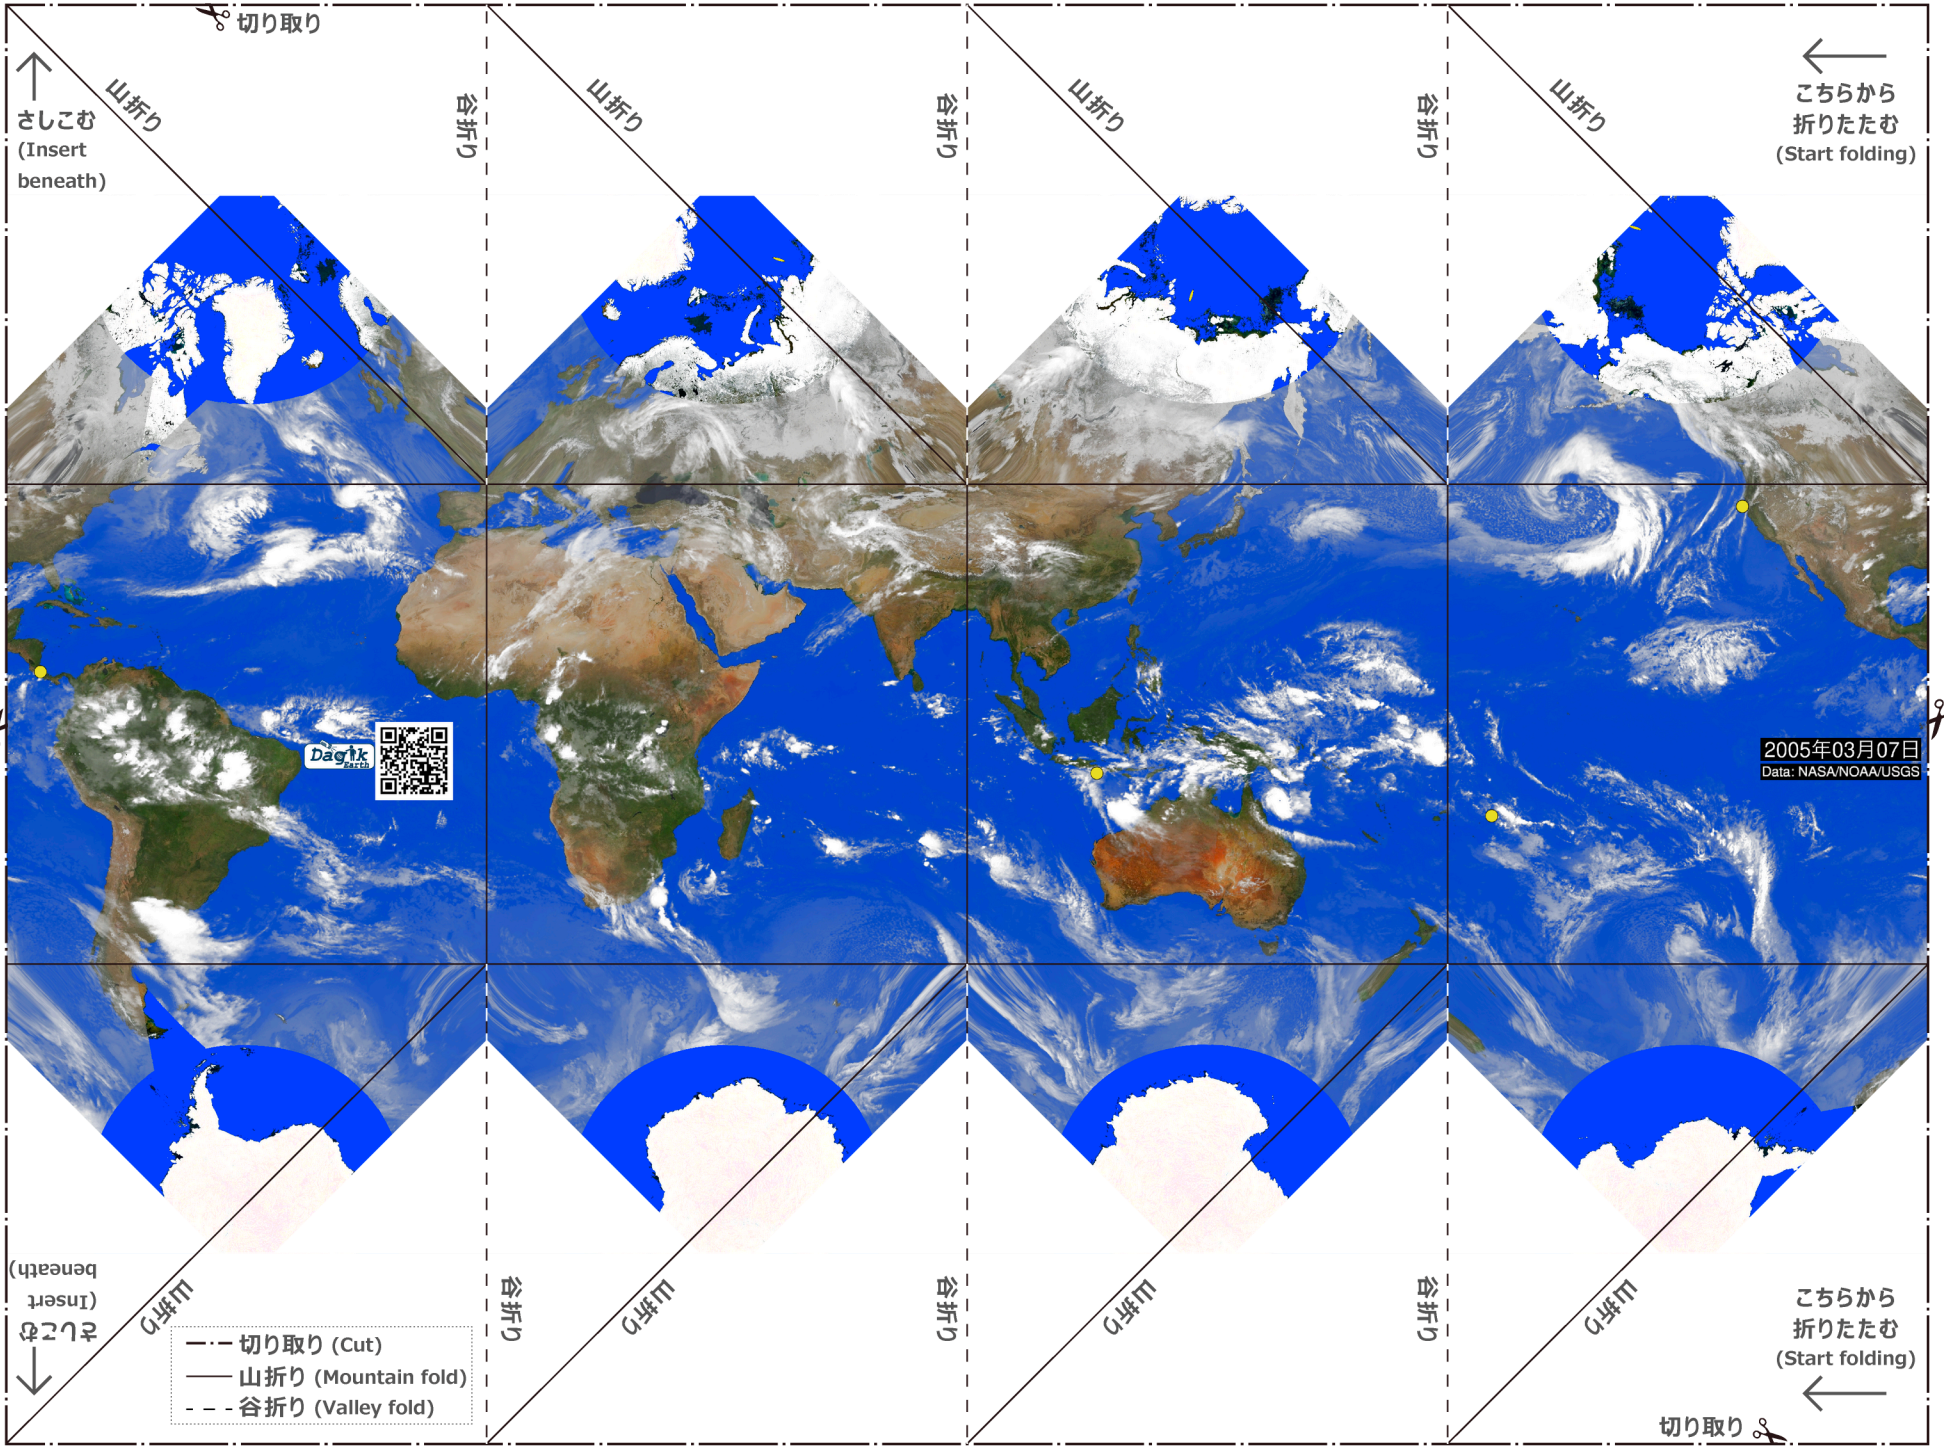 切り取り
さしこむ
(Insert
beneath)
山折り
谷折り
山折り
谷折り
山折り
谷折り
山折り
こちらから
折りたたむ
(Start folding)
Dagik
Earth
2005年03月07日
Data: NASA/NOAA/USGS
さしこむ
(Insert
beneath)
山折り
谷折り
山折り
谷折り
山折り
谷折り
山折り
切り取り (Cut)
山折り (Mountain fold)
谷折り (Valley fold)
こちらから
折りたたむ
(Start folding)
切り取り